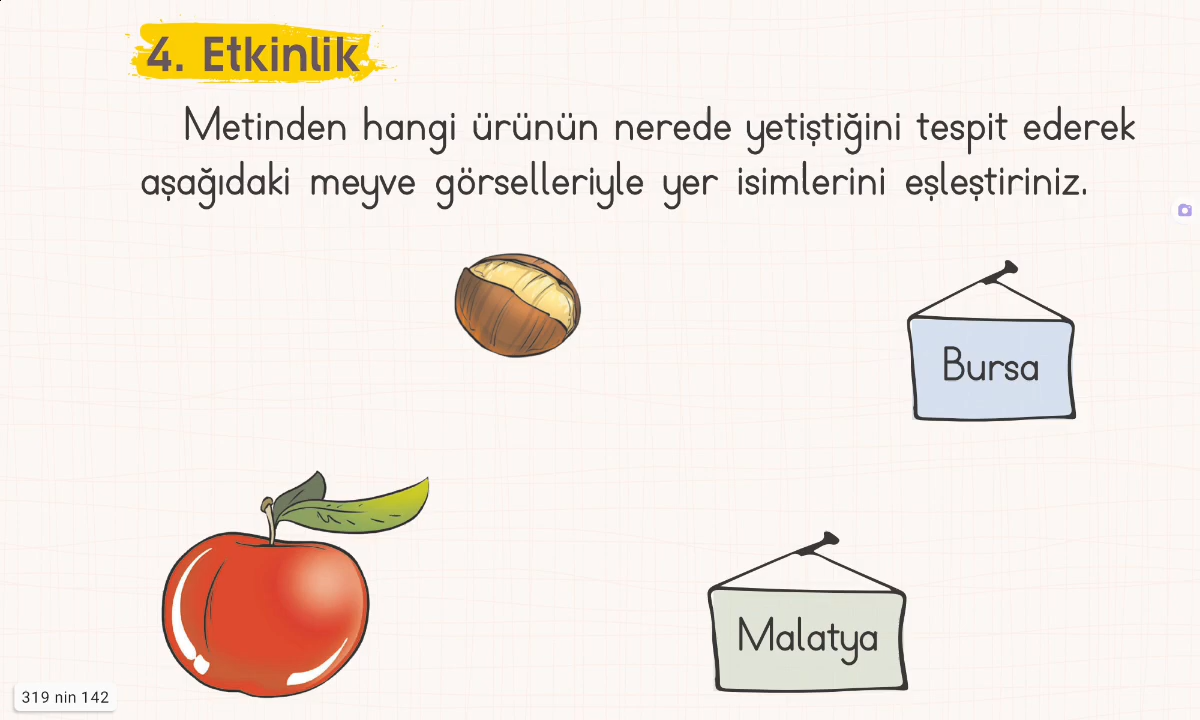 4. Etkinlik
Metinden hangi ürünün nerede yetiştiğini tespit ederek
aşağıdaki meyve görselleriyle yer isimlerini eşleştiriniz.
Bursa
Malatya
319 nin 142